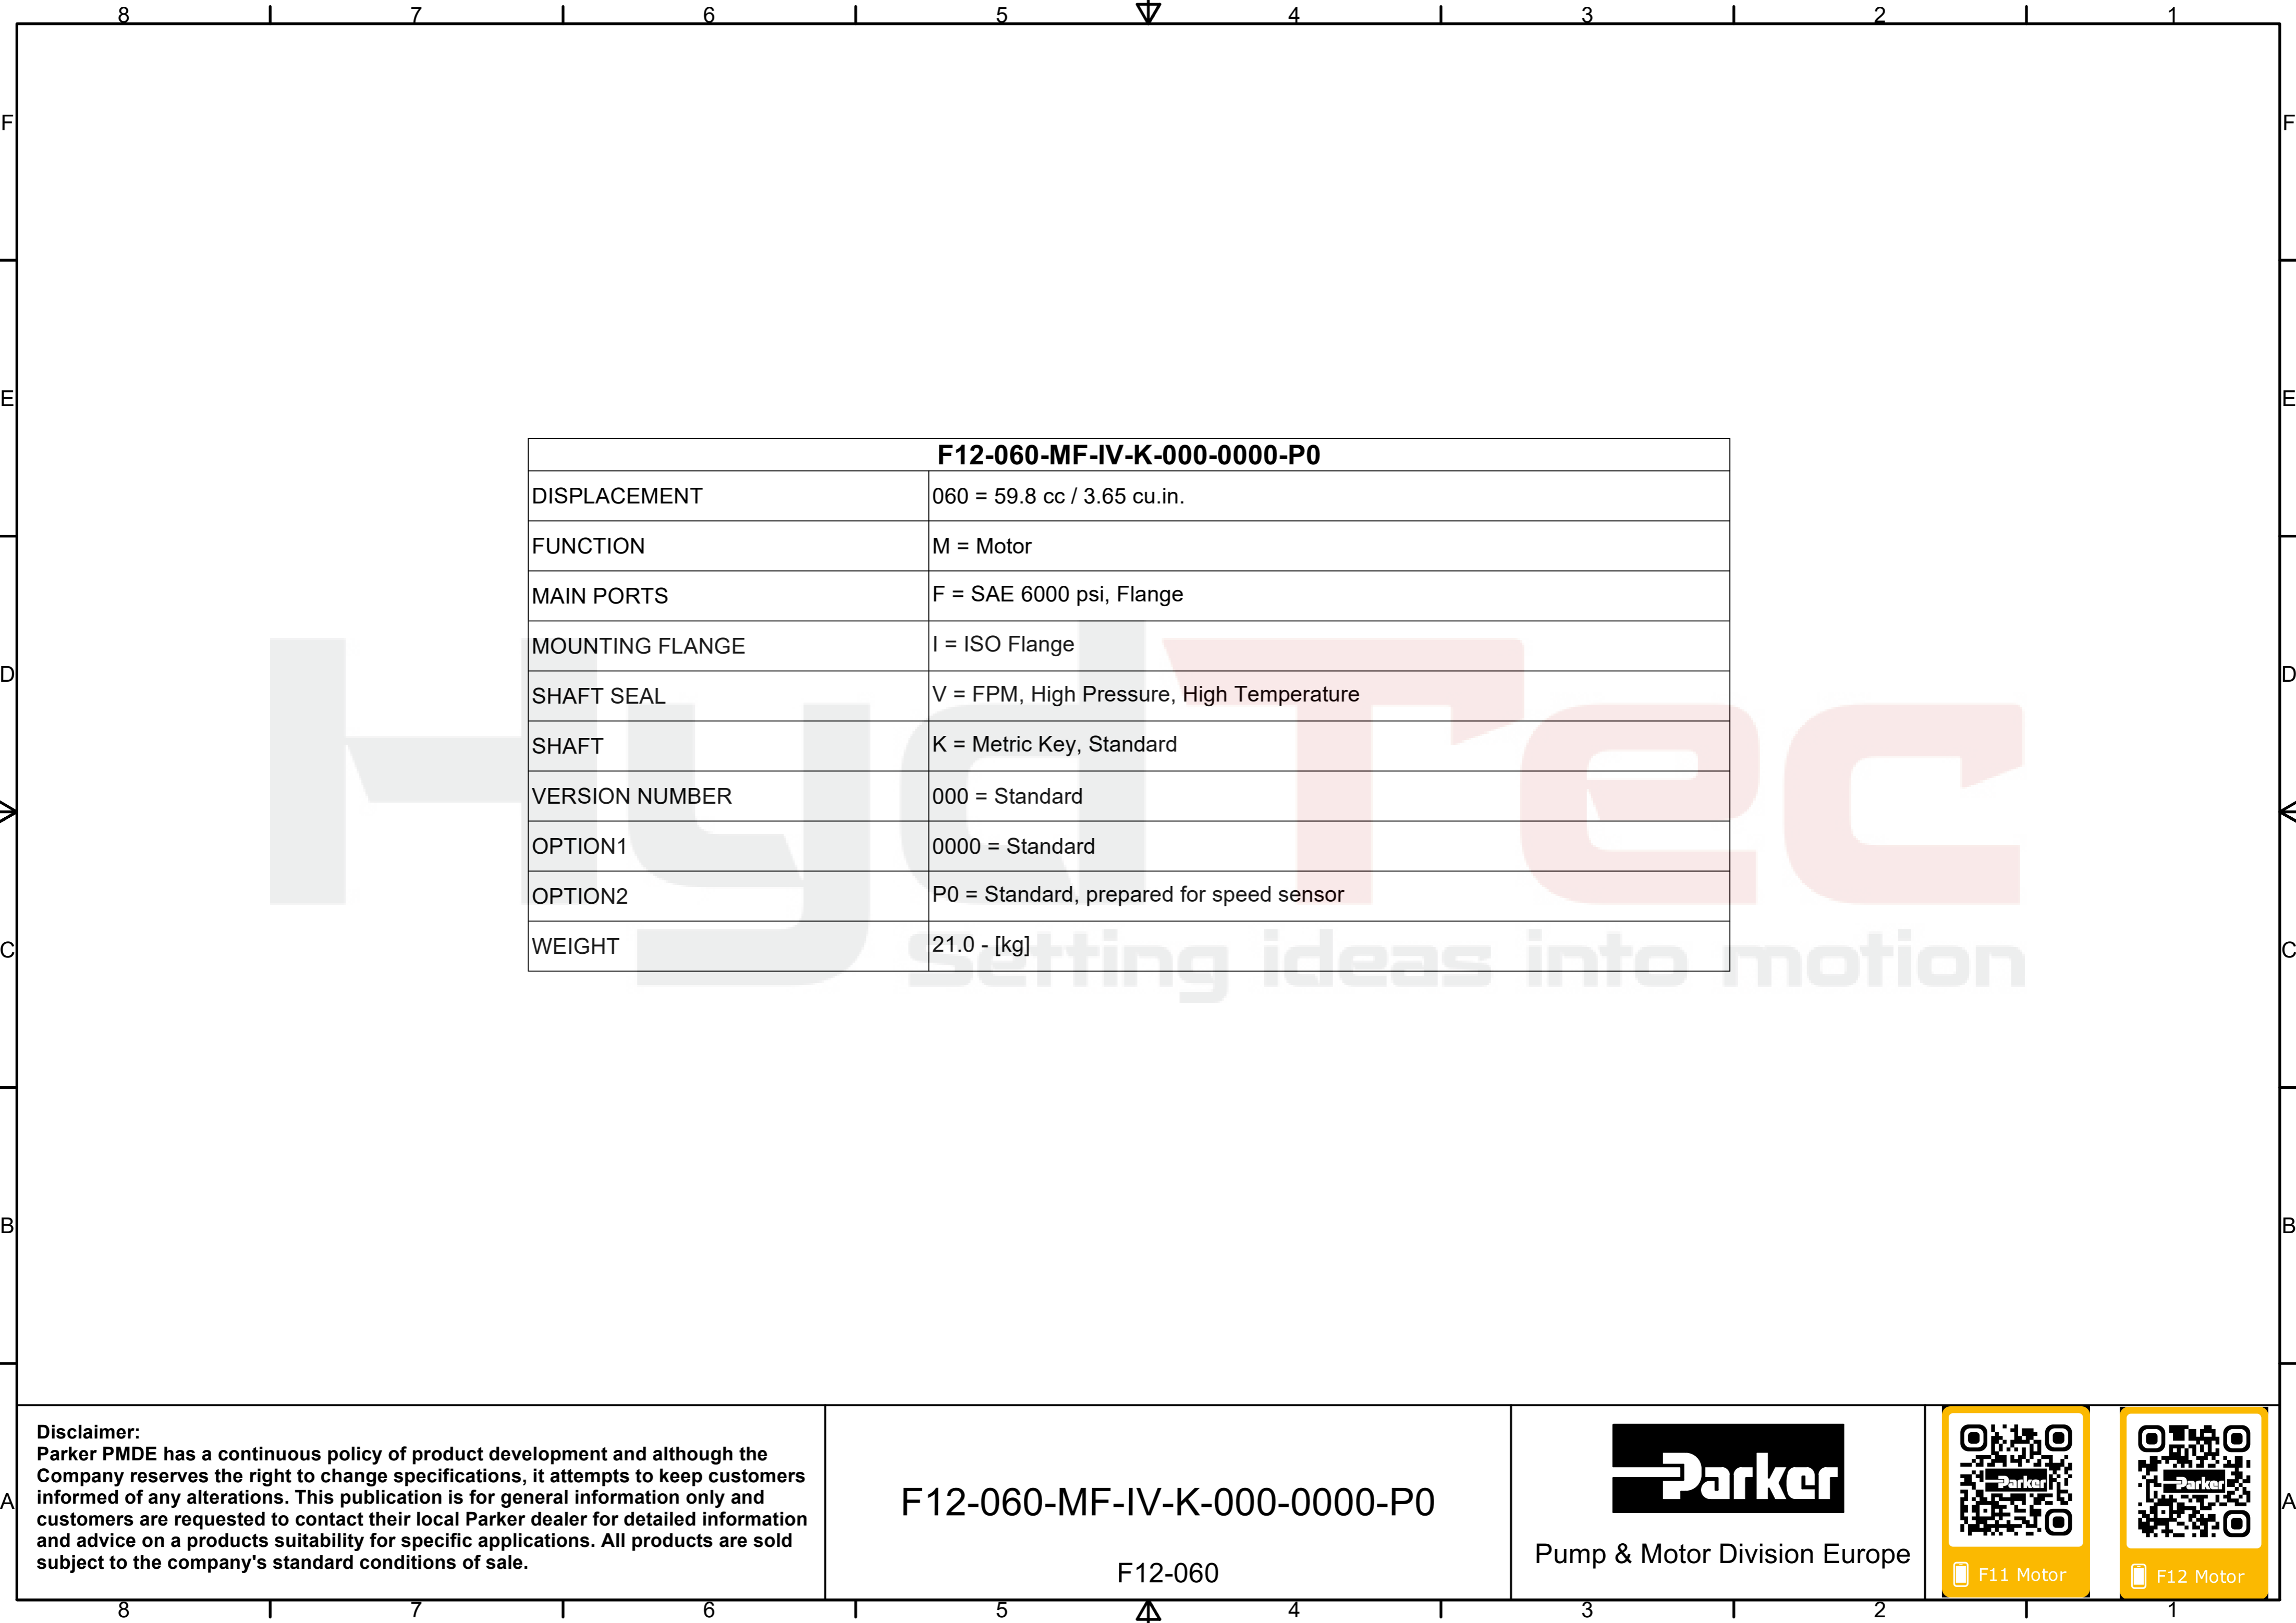 8 7 6 5 4 3 2 1
F F
E E
F12-060-MF-IV-K-000-0000-P0
DISPLACEMENT 060 = 59.8 cc / 3.65 cu.in.
FUNCTION M = Motor
MAIN PORTS F = SAE 6000 psi, Flange
MOUNTING FLANGE I = ISO Flange
D D
SHAFT SEAL V = FPM, High Pressure, High Temperature
SHAFT K = Metric Key, Standard
VERSION NUMBER 000 = Standard
OPTION1 0000 = Standard
OPTION2 P0 = Standard, prepared for speed sensor
WEIGHT 21.0 - [kg]
HydTec
Setting ideas into motion
C C
B B
Disclaimer:
Parker PMDE has a continuous policy of product development and although the
Company reserves the right to change specifications, it attempts to keep customers
informed of any alterations. This publication is for general information only and
customers are requested to contact their local Parker dealer for detailed information
and advice on a products suitability for specific applications. All products are sold
subject to the company's standard conditions of sale.
A A
F12-060-MF-IV-K-000-0000-P0
F12-060
Parker
Pump & Motor Division Europe
Parker
F11 Motor
Parker
F12 Motor
8 7 6 5 4 3 2 1